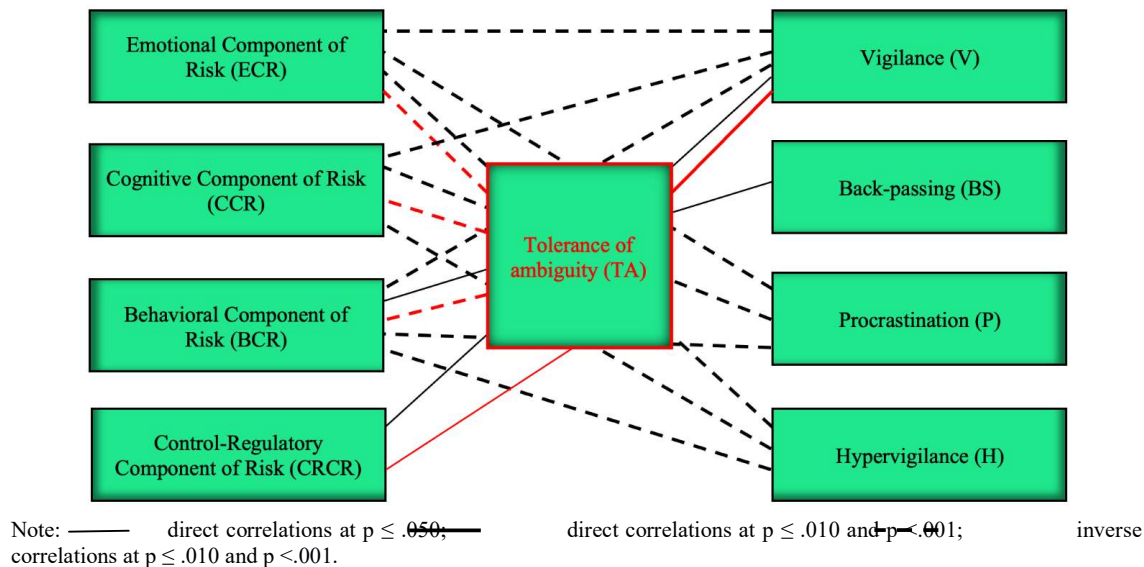 Emotional Component of
Risk (ECR)
Cognitive Component of Risk
(CCR)
Behavioral Component of
Risk (BCR)
Control-Regulatory
Component of Risk (CRCR)
Tolerance of
ambiguity (TA)
Vigilance (V)
Back-passing (BS)
Procrastination (P)
Hypervigilance (H)
Note: direct correlations at p ≤ .050; direct correlations at p ≤ .010 and p <.001; inverse
correlations at p ≤ .010 and p <.001.